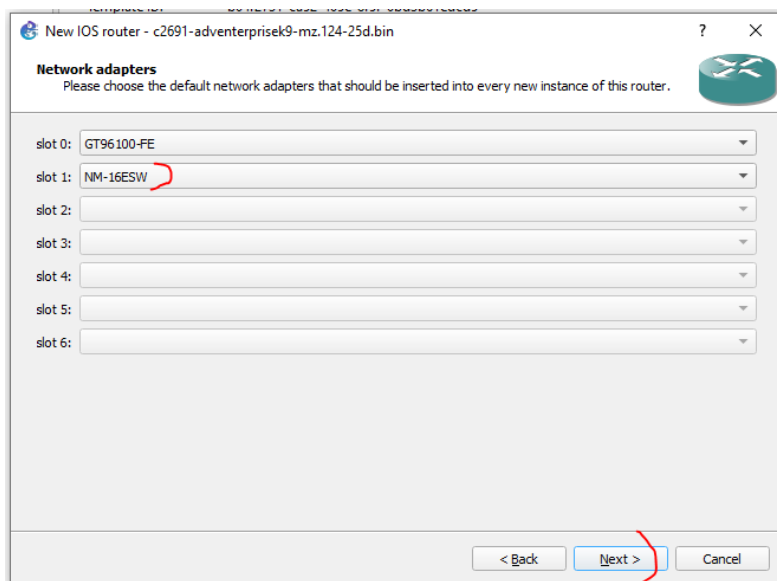 New IOS router - c2691-adventerprisek9-mz.124-25d.bin
Network adapters
Please choose the default network adapters that should be inserted into every new instance of this router.
slot 0: GT96100-FE
slot 1: NM-16ESW
slot 2:
slot 3:
slot 4:
slot 5:
slot 6:
< Back Next > Cancel